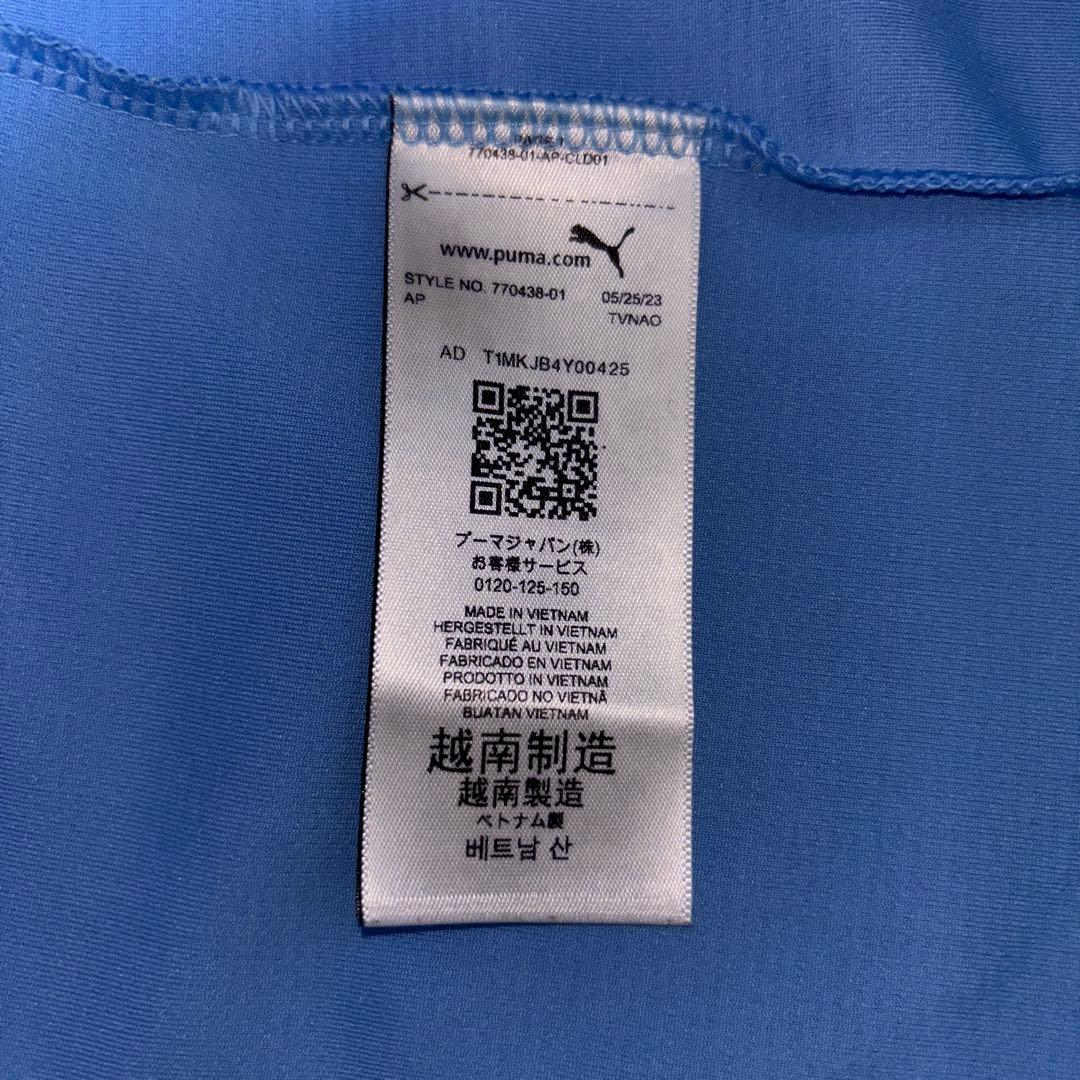 770438-01-AP-CLD01
www.puma.com
STYLE NO. 770438-01 05/25/23
AP TVNAO
AD T1MKJB4Y00425
プーマジャパン(株)
お客様サービス
0120-125-150
MADE IN VIETNAM
HERGESTELLT IN VIETNAM
FABRIQUÉ AU VIETNAM
FABRICADO EN VIETNAM
PRODOTTO IN VIETNAM
FABRICADO NO VIETNÃ
BUATAN VIETNAM
越南制造
越南製造
ベトナム製
베트남 산